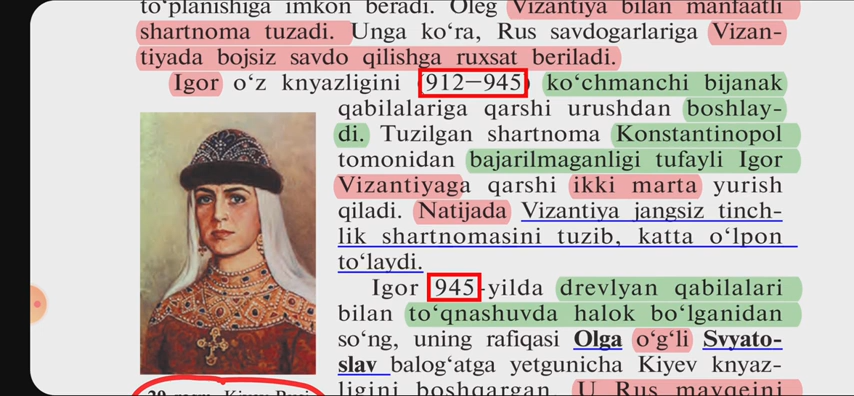 to‘planishiga imkon beradi. Oleg Vizantiya bilan manfaatli
shartnoma tuzadi. Unga ko‘ra, Rus savdogarlariga Vizan-
tiyada bojsiz savdo qilishga ruxsat beriladi.
Igor o‘z knyazligini (912—945) ko‘chmanchi bijanak
qabilalariga qarshi urushdan boshlay-
di. Tuzilgan shartnoma Konstantinopol
tomonidan bajarilmaganligi tufayli Igor
Vizantiyaga qarshi ikki marta yurish
qiladi. Natijada Vizantiya jangsiz tinch-
lik shartnomasini tuzib, katta o‘lpon
to‘laydi.
Igor 945-yilda drevlyan qabilalari
bilan to‘qnashuvda halok bo‘lganidan
so‘ng, uning rafiqasi Olga o‘g‘li Svyato-
slav balog‘atga yetgunicha Kiyev knyaz-
ligini boshqargan. U Rus mavqeini
Kiyev Rusi